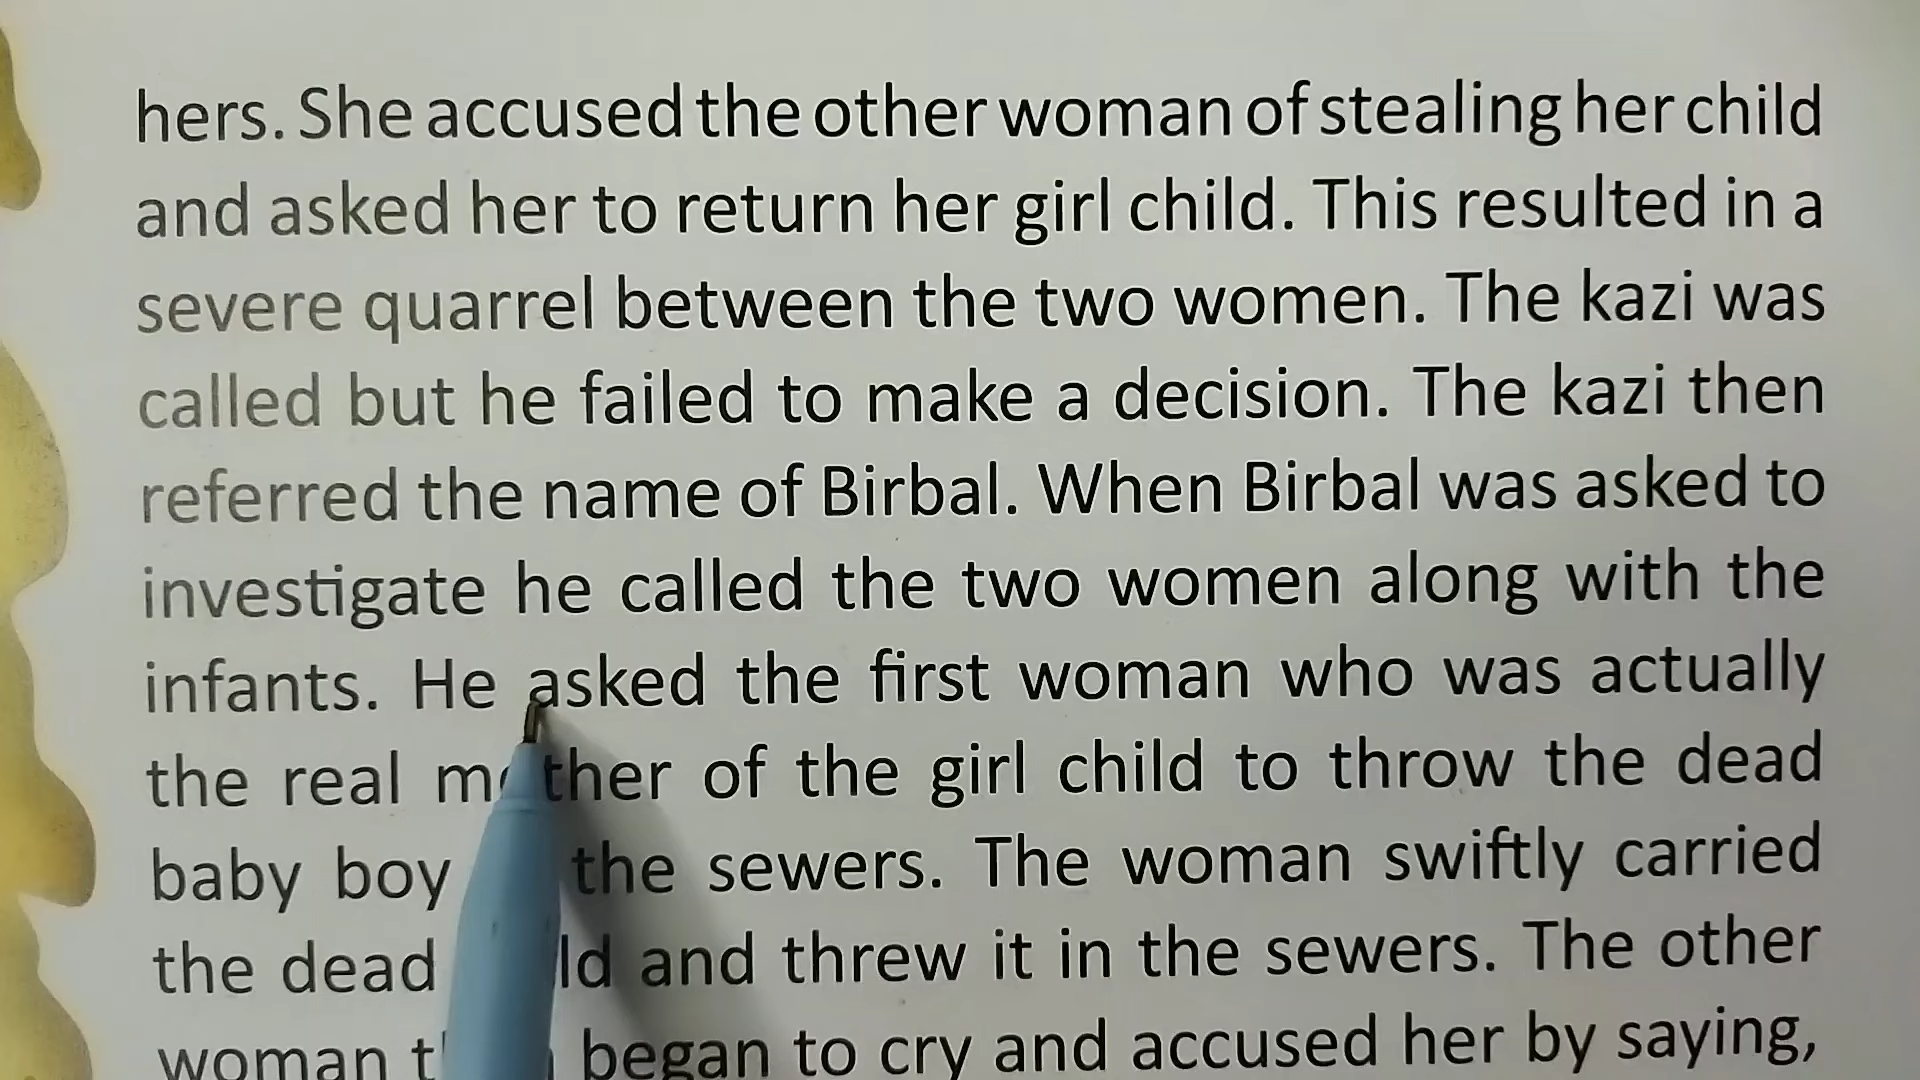 hers. She accused the other woman of stealing her child
and asked her to return her girl child. This resulted in a
severe quarrel between the two women. The kazi was
called but he failed to make a decision. The kazi then
referred the name of Birbal. When Birbal was asked to
investigate he called the two women along with the
infants. He asked the first woman who was actually
the real mother of the girl child to throw the dead
baby boy the sewers. The woman swiftly carried
the dead and threw it in the sewers. The other
woman began to cry and accused her by saying,